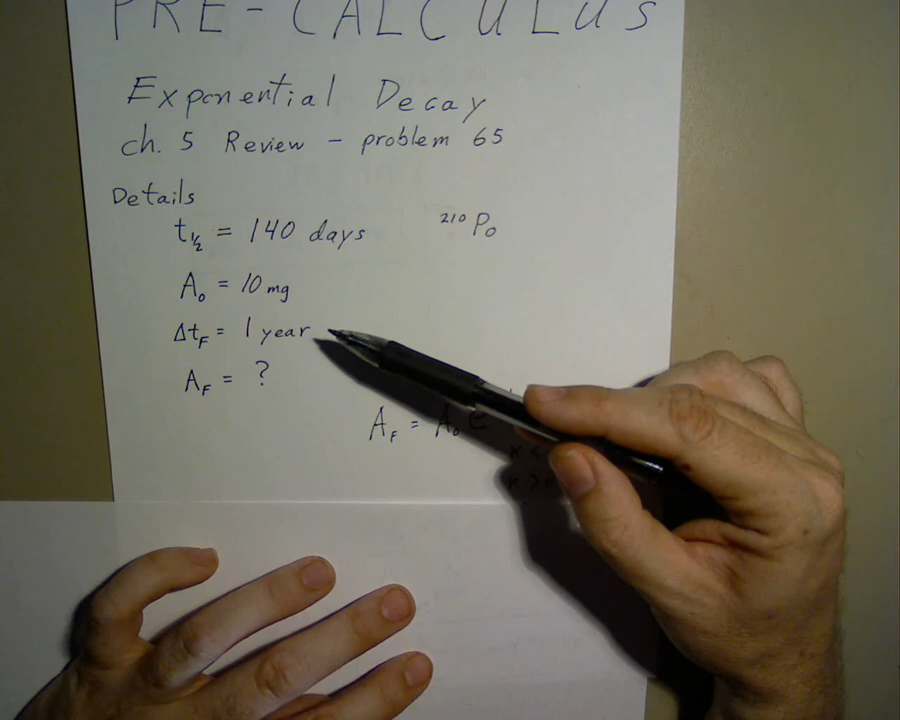 PRE-CALCULUS
Exponential Decay
ch. 5 Review - problem 65
Details
t½ = 140 days ²¹⁰Po
A₀ = 10 mg
Δt_F = 1 year
A_F = ?
A_F = A₀ e